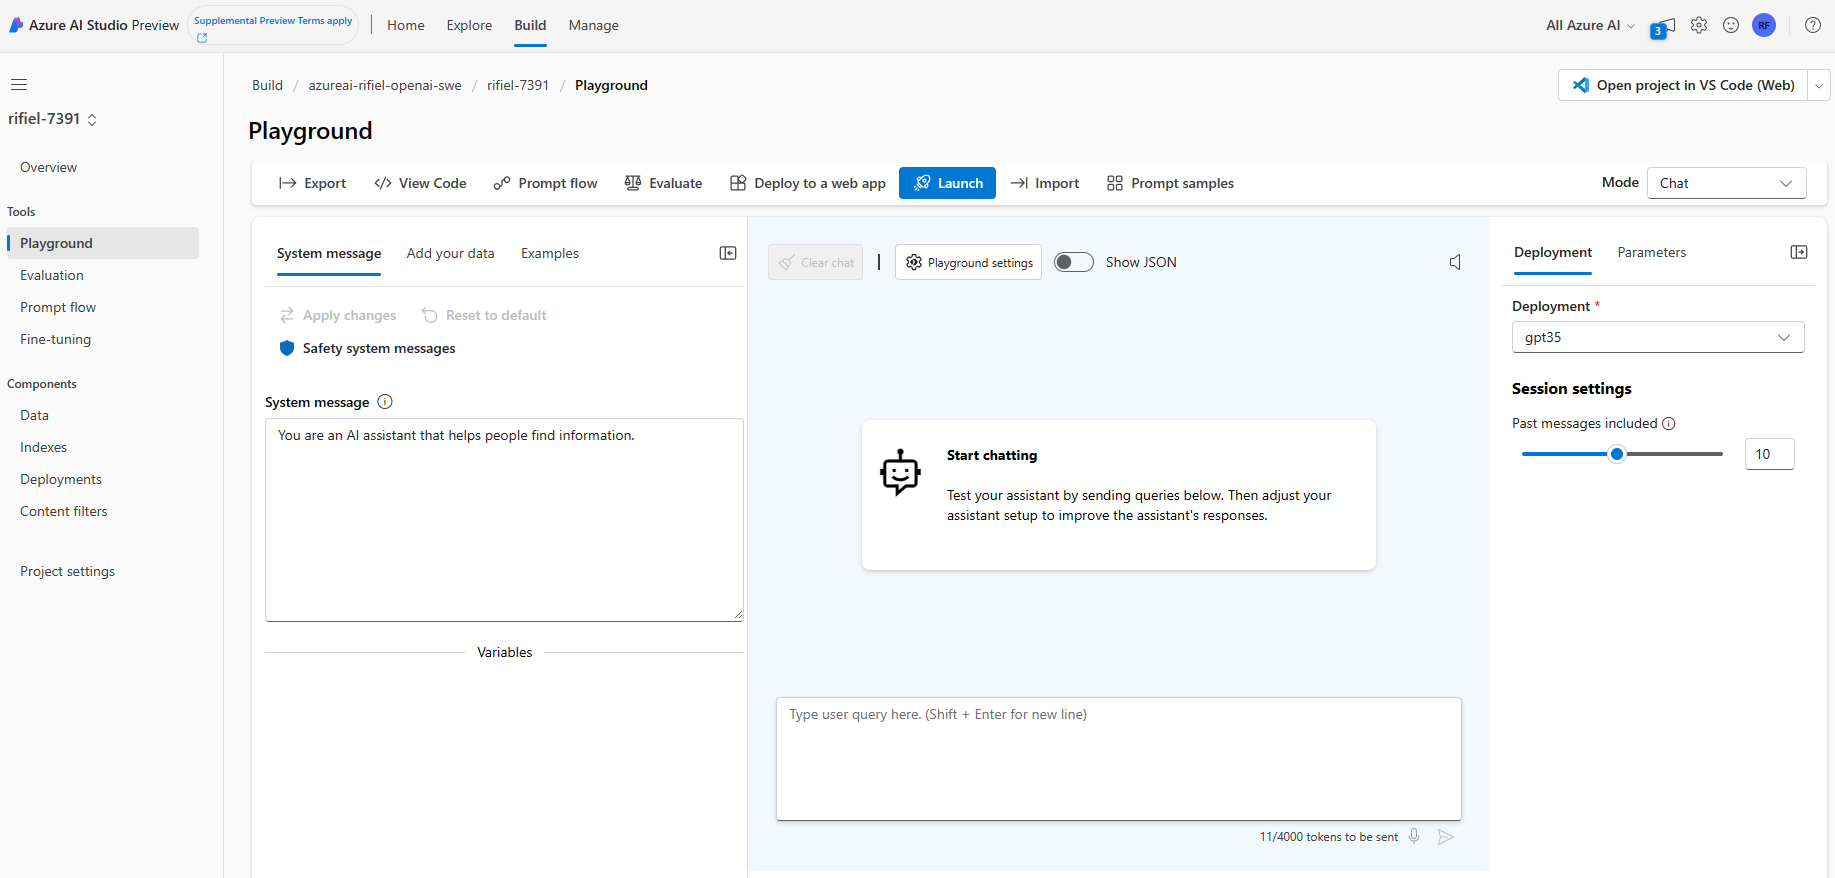 Azure AI Studio Preview
Supplemental Preview Terms apply
Home
Explore
Build
Manage
All Azure AI
3
RF
rifiel-7391
Overview
Tools
Playground
Evaluation
Prompt flow
Fine-tuning
Components
Data
Indexes
Deployments
Content filters
Project settings
Build / azureai-rifiel-openai-swe / rifiel-7391 / Playground
Open project in VS Code (Web)
Playground
Export
View Code
Prompt flow
Evaluate
Deploy to a web app
Launch
Import
Prompt samples
Mode
Chat
System message
Add your data
Examples
Apply changes
Reset to default
Safety system messages
System message
You are an AI assistant that helps people find information.
Variables
Clear chat
Playground settings
Show JSON
Start chatting
Test your assistant by sending queries below. Then adjust your
assistant setup to improve the assistant's responses.
Type user query here. (Shift + Enter for new line)
11/4000 tokens to be sent
Deployment
Parameters
Deployment *
gpt35
Session settings
Past messages included
10